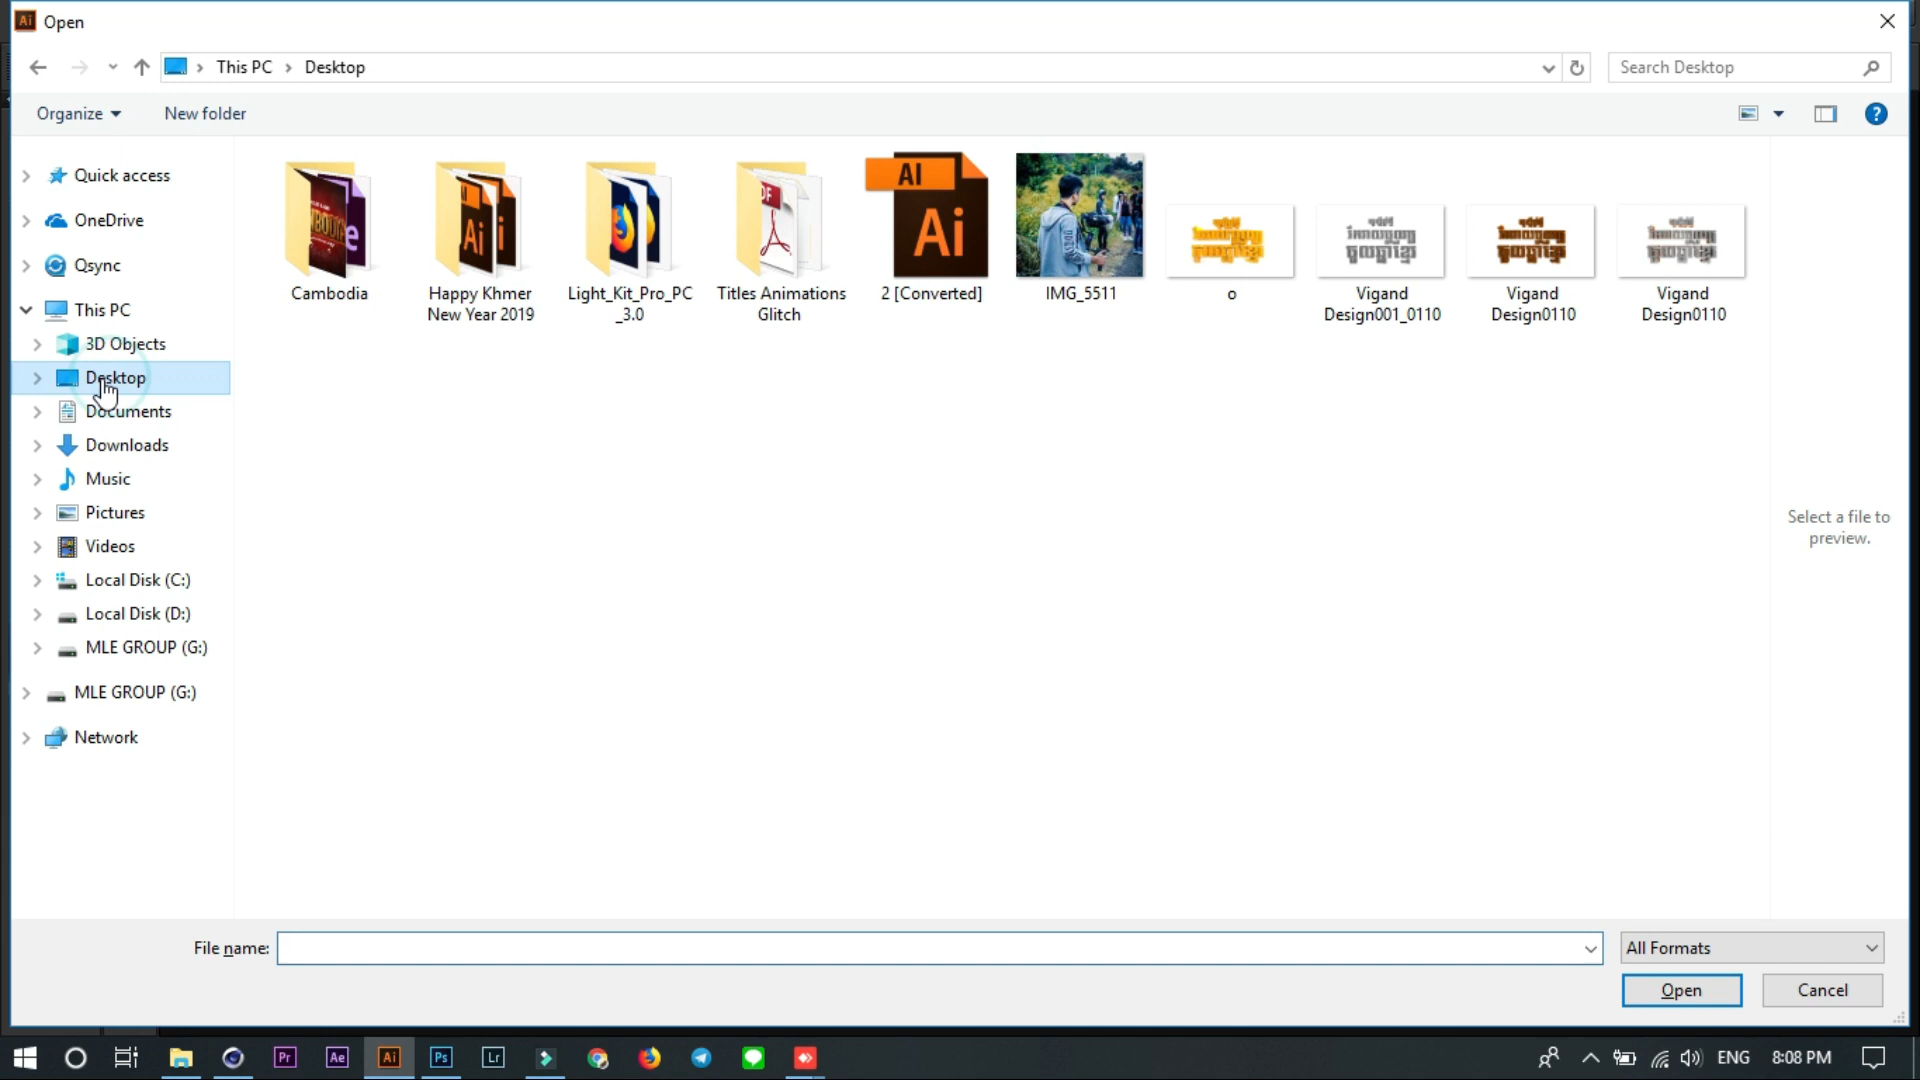 Open
This PC > Desktop
Search Desktop
Organize
New folder
Quick access
OneDrive
Qsync
This PC
3D Objects
Desktop
Documents
Downloads
Music
Pictures
Videos
Local Disk (C:)
Local Disk (D:)
MLE GROUP (G:)
MLE GROUP (G:)
Network
Cambodia
Happy Khmer
New Year 2019
Light_Kit_Pro_PC
_3.0
Titles Animations
Glitch
2 [Converted]
IMG_5511
o
Vigand
Design001_0110
Vigand
Design0110
Vigand
Design0110
Select a file to
preview.
File name:
All Formats
Open
Cancel
ENG
8:08 PM